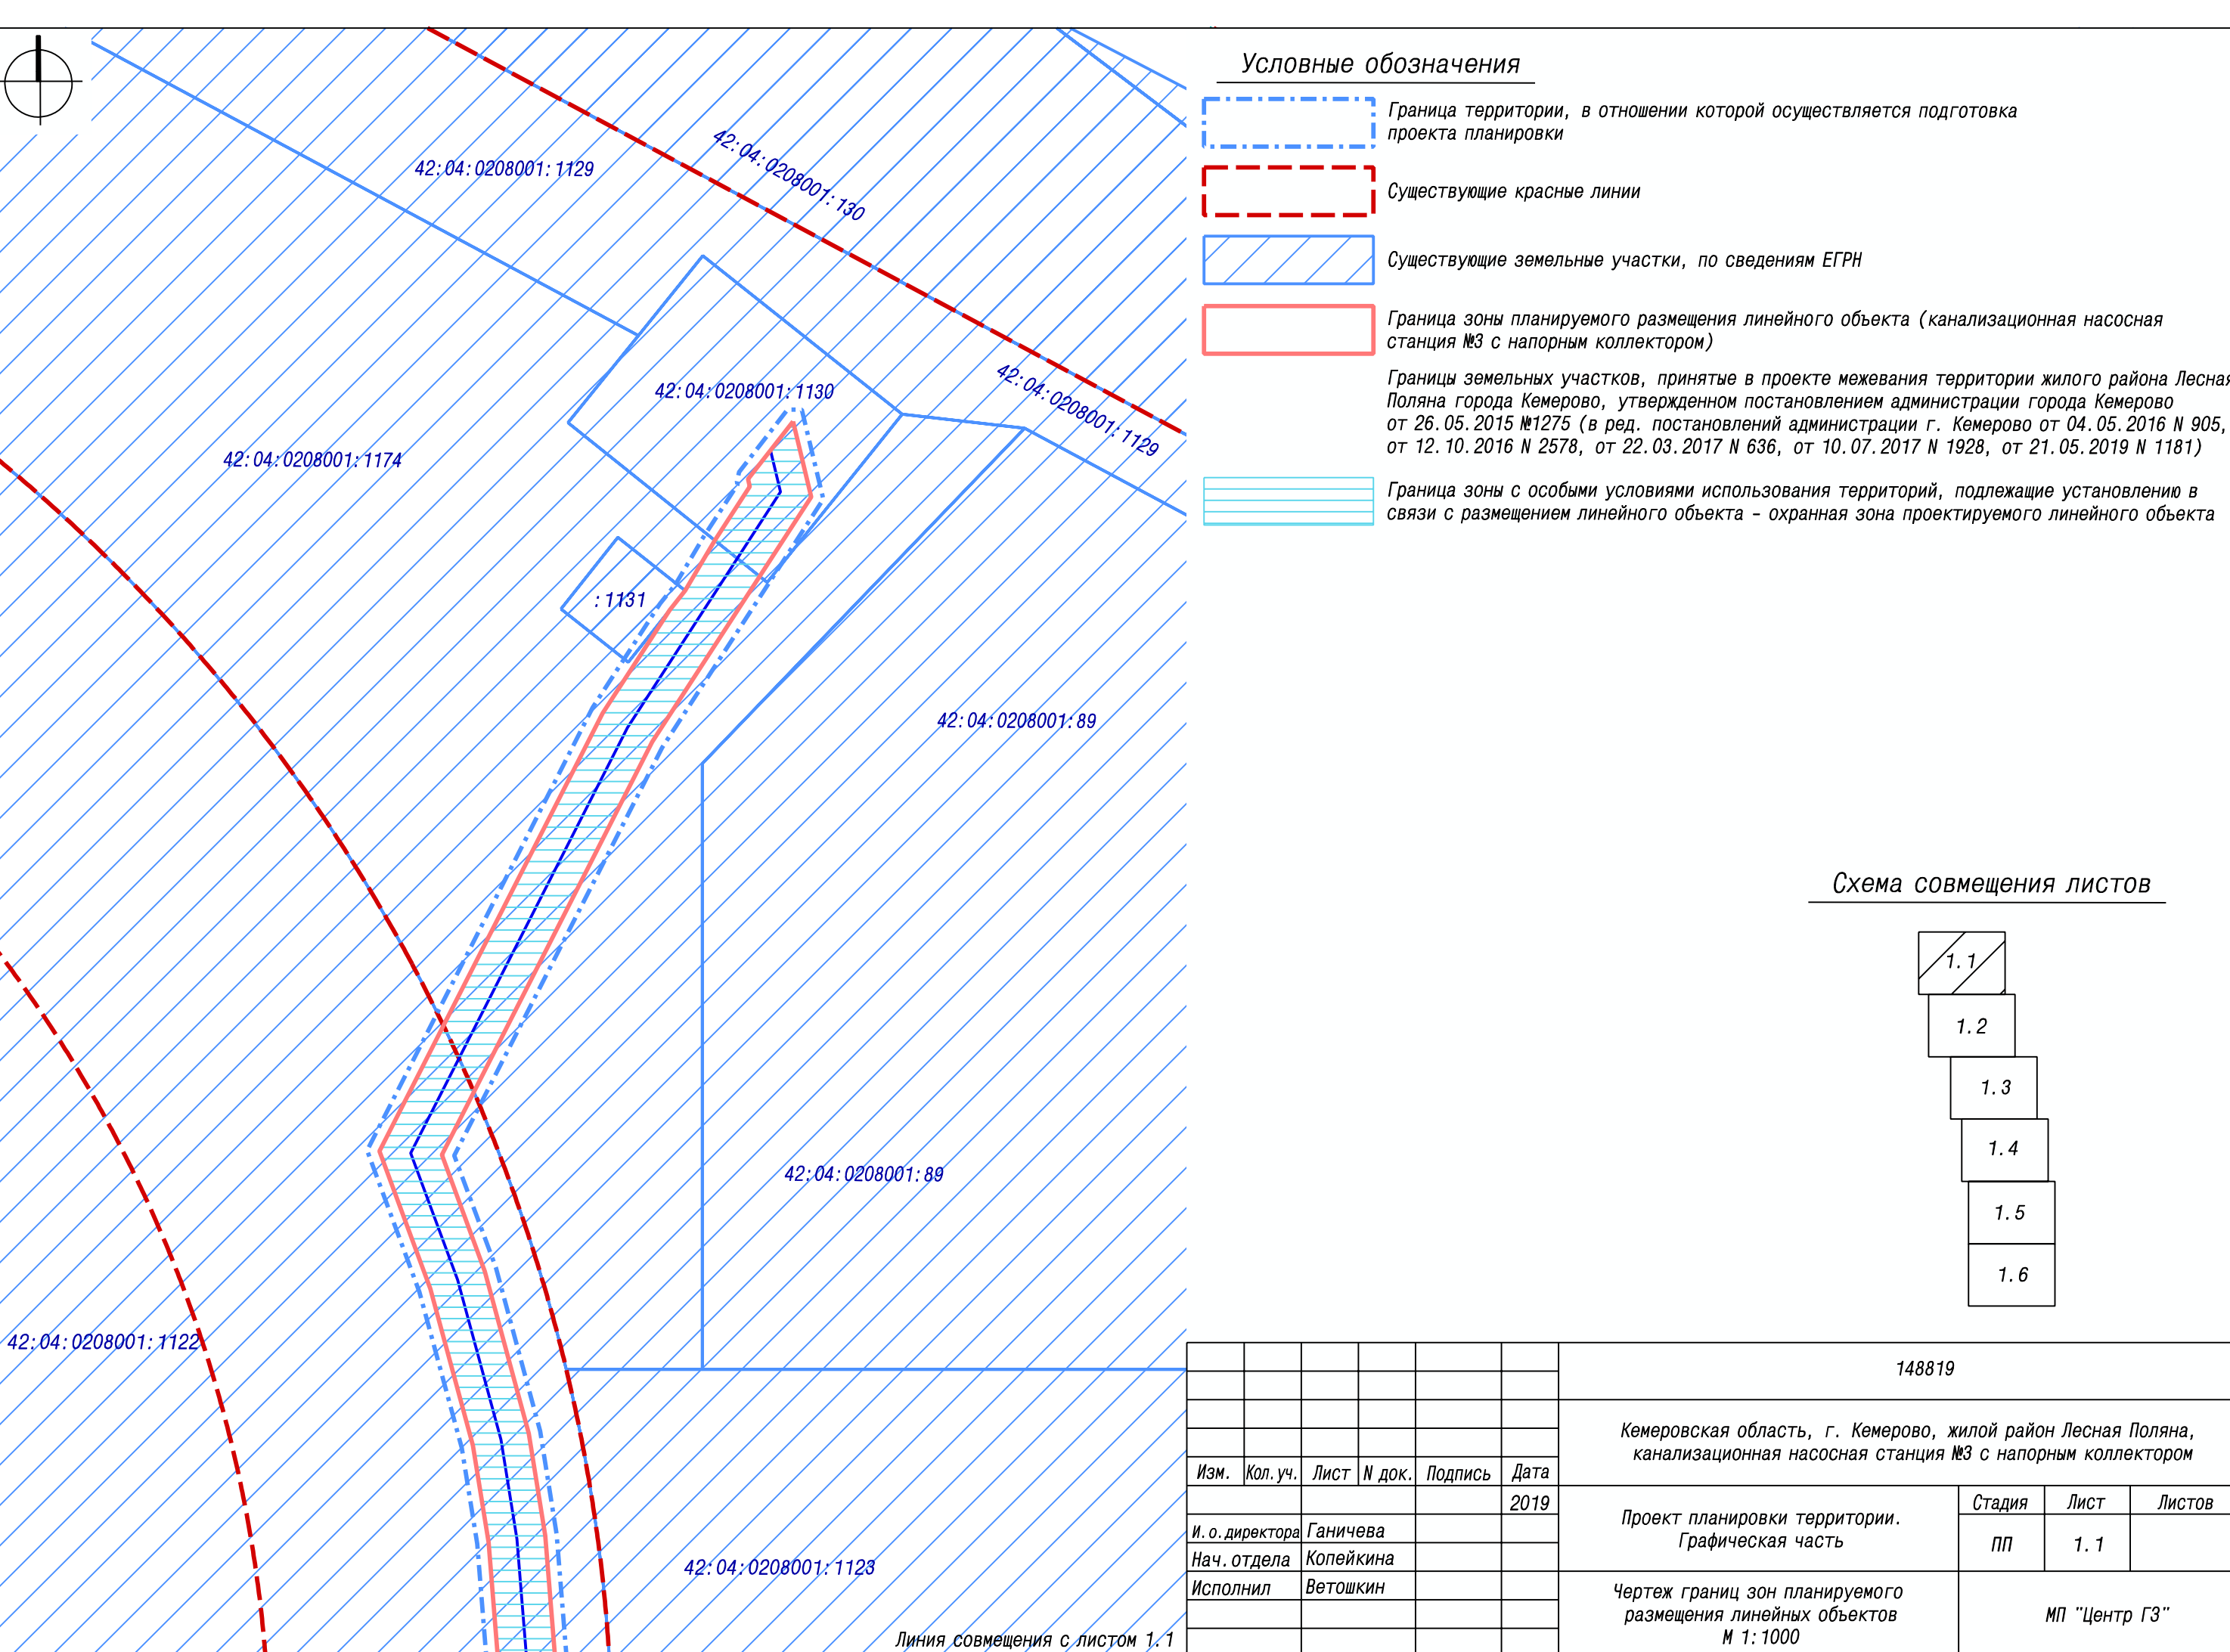 42:04:0208001:1129
42:04:0208001:130
42:04:0208001:1130
42:04:0208001:1129
42:04:0208001:1174
:1131
42:04:0208001:89
42:04:0208001:89
42:04:0208001:1122
42:04:0208001:1123
Линия совмещения с листом 1.1
Условные обозначения
Граница территории, в отношении которой осуществляется подготовка
проекта планировки
Существующие красные линии
Существующие земельные участки, по сведениям ЕГРН
Граница зоны планируемого размещения линейного объекта (канализационная насосная
станция №3 с напорным коллектором)
Границы земельных участков, принятые в проекте межевания территории жилого района Лесная
Поляна города Кемерово, утвержденном постановлением администрации города Кемерово
от 26.05.2015 №1275 (в ред. постановлений администрации г. Кемерово от 04.05.2016 N 905,
от 12.10.2016 N 2578, от 22.03.2017 N 636, от 10.07.2017 N 1928, от 21.05.2019 N 1181)
Граница зоны с особыми условиями использования территорий, подлежащие установлению в
связи с размещением линейного объекта - охранная зона проектируемого линейного объекта
Схема совмещения листов
1.1
1.2
1.3
1.4
1.5
1.6
148819
Кемеровская область, г. Кемерово, жилой район Лесная Поляна,
канализационная насосная станция №3 с напорным коллектором
Изм. Кол.уч. Лист N док. Подпись Дата
2019
И.о.директора Ганичева
Нач.отдела Копейкина
Исполнил Ветошкин
Проект планировки территории.
Графическая часть
Стадия Лист Листов
ПП 1.1
Чертеж границ зон планируемого
размещения линейных объектов
М 1:1000
МП "Центр ГЗ"